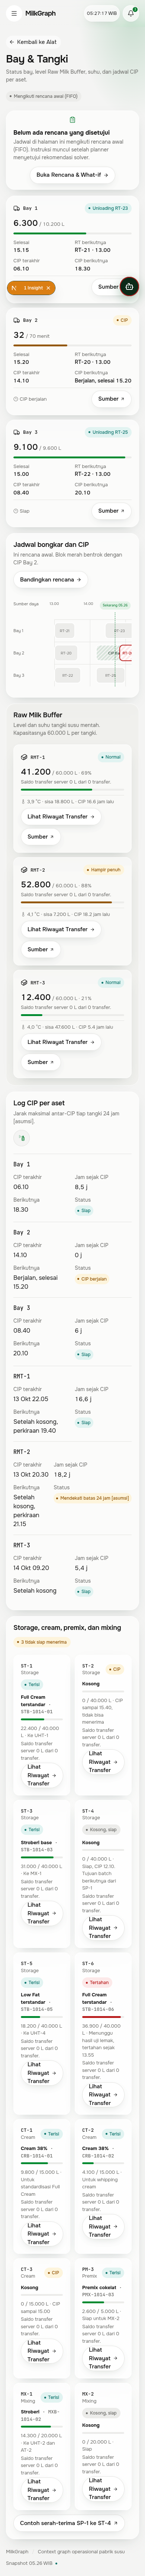 MilkGraph
05:27:17 WIB
Kembali ke Alat
Bay & Tangki
Status bay, level Raw Milk Buffer, suhu, dan jadwal CIP per aset.
Mengikuti rencana awal (FIFO)
Belum ada rencana yang disetujui
Jadwal di halaman ini mengikuti rencana awal (FIFO). Instruksi muncul setelah planner menyetujui rekomendasi solver.
Buka Rencana & What-if
Bay 1
Unloading RT-23
6.300 / 10.200 L
Selesai
RT berikutnya
15.15
RT-21 · 13.00
CIP terakhir
CIP berikutnya
06.10
18.30
1 Insight
Sumber
Bay 2
CIP
32 / 70 menit
Selesai
RT berikutnya
15.20
RT-20 · 13.00
CIP terakhir
CIP berikutnya
14.10
Berjalan, selesai 15.20
CIP berjalan
Sumber
Bay 3
Unloading RT-25
9.100 / 9.600 L
Selesai
RT berikutnya
15.00
RT-22 · 13.00
CIP terakhir
CIP berikutnya
08.40
20.10
Siap
Sumber
Jadwal bongkar dan CIP
Ini rencana awal. Blok merah bentrok dengan CIP Bay 2.
Bandingkan rencana
Sumber daya
13.00
14.00
Sekarang 05.26
Bay 1
RT-21
RT-23
Bay 2
RT-20
Bay 3
RT-22
RT-25
Raw Milk Buffer
Level dan suhu tangki susu mentah. Kapasitasnya 60.000 L per tangki.
RMT-1
Normal
41.200 / 60.000 L · 69%
Saldo transfer server 0 L dari 0 transfer.
3,9 °C · sisa 18.800 L · CIP 16.6 jam lalu
Lihat Riwayat Transfer
Sumber
RMT-2
Hampir penuh
52.800 / 60.000 L · 88%
Saldo transfer server 0 L dari 0 transfer.
4,1 °C · sisa 7.200 L · CIP 18.2 jam lalu
Lihat Riwayat Transfer
Sumber
RMT-3
Normal
12.400 / 60.000 L · 21%
Saldo transfer server 0 L dari 0 transfer.
4,0 °C · sisa 47.600 L · CIP 5.4 jam lalu
Lihat Riwayat Transfer
Sumber
Log CIP per aset
Jarak maksimal antar-CIP tiap tangki 24 jam [asumsi].
Bay 1
CIP terakhir
Jam sejak CIP
06.10
8,5 j
Berikutnya
Status
18.30
Siap
Bay 2
CIP terakhir
Jam sejak CIP
14.10
0 j
Berikutnya
Status
Berjalan, selesai 15.20
CIP berjalan
Bay 3
CIP terakhir
Jam sejak CIP
08.40
6 j
Berikutnya
Status
20.10
Siap
RMT-1
CIP terakhir
Jam sejak CIP
13 Okt 22.05
16,6 j
Berikutnya
Status
Setelah kosong, perkiraan 19.40
Siap
RMT-2
CIP terakhir
Jam sejak CIP
13 Okt 20.30
18,2 j
Berikutnya
Status
Setelah kosong, perkiraan 21.15
Mendekati batas 24 jam [asumsi]
RMT-3
CIP terakhir
Jam sejak CIP
14 Okt 09.20
5,4 j
Berikutnya
Status
Setelah kosong
Siap
Storage, cream, premix, dan mixing
3 tidak siap menerima
ST-1
Storage
Terisi
Full Cream terstandar · STB-1014-01
22.400 / 40.000 L · Ke UHT-1
Saldo transfer server 0 L dari 0 transfer.
Lihat Riwayat Transfer
ST-2
Storage
CIP
Kosong
0 / 40.000 L · CIP sampai 15.40, tidak bisa menerima
Saldo transfer server 0 L dari 0 transfer.
Lihat Riwayat Transfer
ST-3
Storage
Terisi
Stroberi base · STB-1014-03
31.000 / 40.000 L · Ke MX-1
Saldo transfer server 0 L dari 0 transfer.
Lihat Riwayat Transfer
ST-4
Storage
Kosong, siap
Kosong
0 / 40.000 L · Siap, CIP 12.10. Tujuan batch berikutnya dari SP-1
Saldo transfer server 0 L dari 0 transfer.
Lihat Riwayat Transfer
ST-5
Storage
Terisi
Low Fat terstandar · STB-1014-05
18.200 / 40.000 L · Ke UHT-4
Saldo transfer server 0 L dari 0 transfer.
Lihat Riwayat Transfer
Storage
Tertahan
Full Cream terstandar · STB-1014-06
36.900 / 40.000 L · Menunggu hasil uji lemak, tertahan sejak 13.55
Saldo transfer server 0 L dari 0 transfer.
Lihat Riwayat Transfer
CT-1
Cream
Terisi
Cream 38% · CRB-1014-01
9.800 / 15.000 L · Untuk standardisasi Full Cream
Saldo transfer server 0 L dari 0 transfer.
Lihat Riwayat Transfer
CT-2
Cream
Terisi
Cream 38% · CRB-1014-02
4.100 / 15.000 L · Untuk whipping cream
Saldo transfer server 0 L dari 0 transfer.
Lihat Riwayat Transfer
CT-3
Cream
CIP
Kosong
0 / 15.000 L · CIP sampai 15.00
Saldo transfer server 0 L dari 0 transfer.
Lihat Riwayat Transfer
PM-3
Premix
Terisi
Premix cokelat · PMX-1014-03
2.800 / 5.000 L · Siap untuk MX-2
Saldo transfer server 0 L dari 0 transfer.
Lihat Riwayat Transfer
MX-1
Mixing
Terisi
Stroberi · MXB-1014-02
14.300 / 20.000 L · Ke UHT-2 dan AT-2
Saldo transfer server 0 L dari 0 transfer.
Lihat Riwayat Transfer
MX-2
Mixing
Kosong, siap
Kosong
0 / 20.000 L · Siap
Saldo transfer server 0 L dari 0 transfer.
Lihat Riwayat Transfer
Contoh serah-terima SP-1 ke ST-4
MilkGraph
Context graph operasional pabrik susu
Snapshot 05.26 WIB